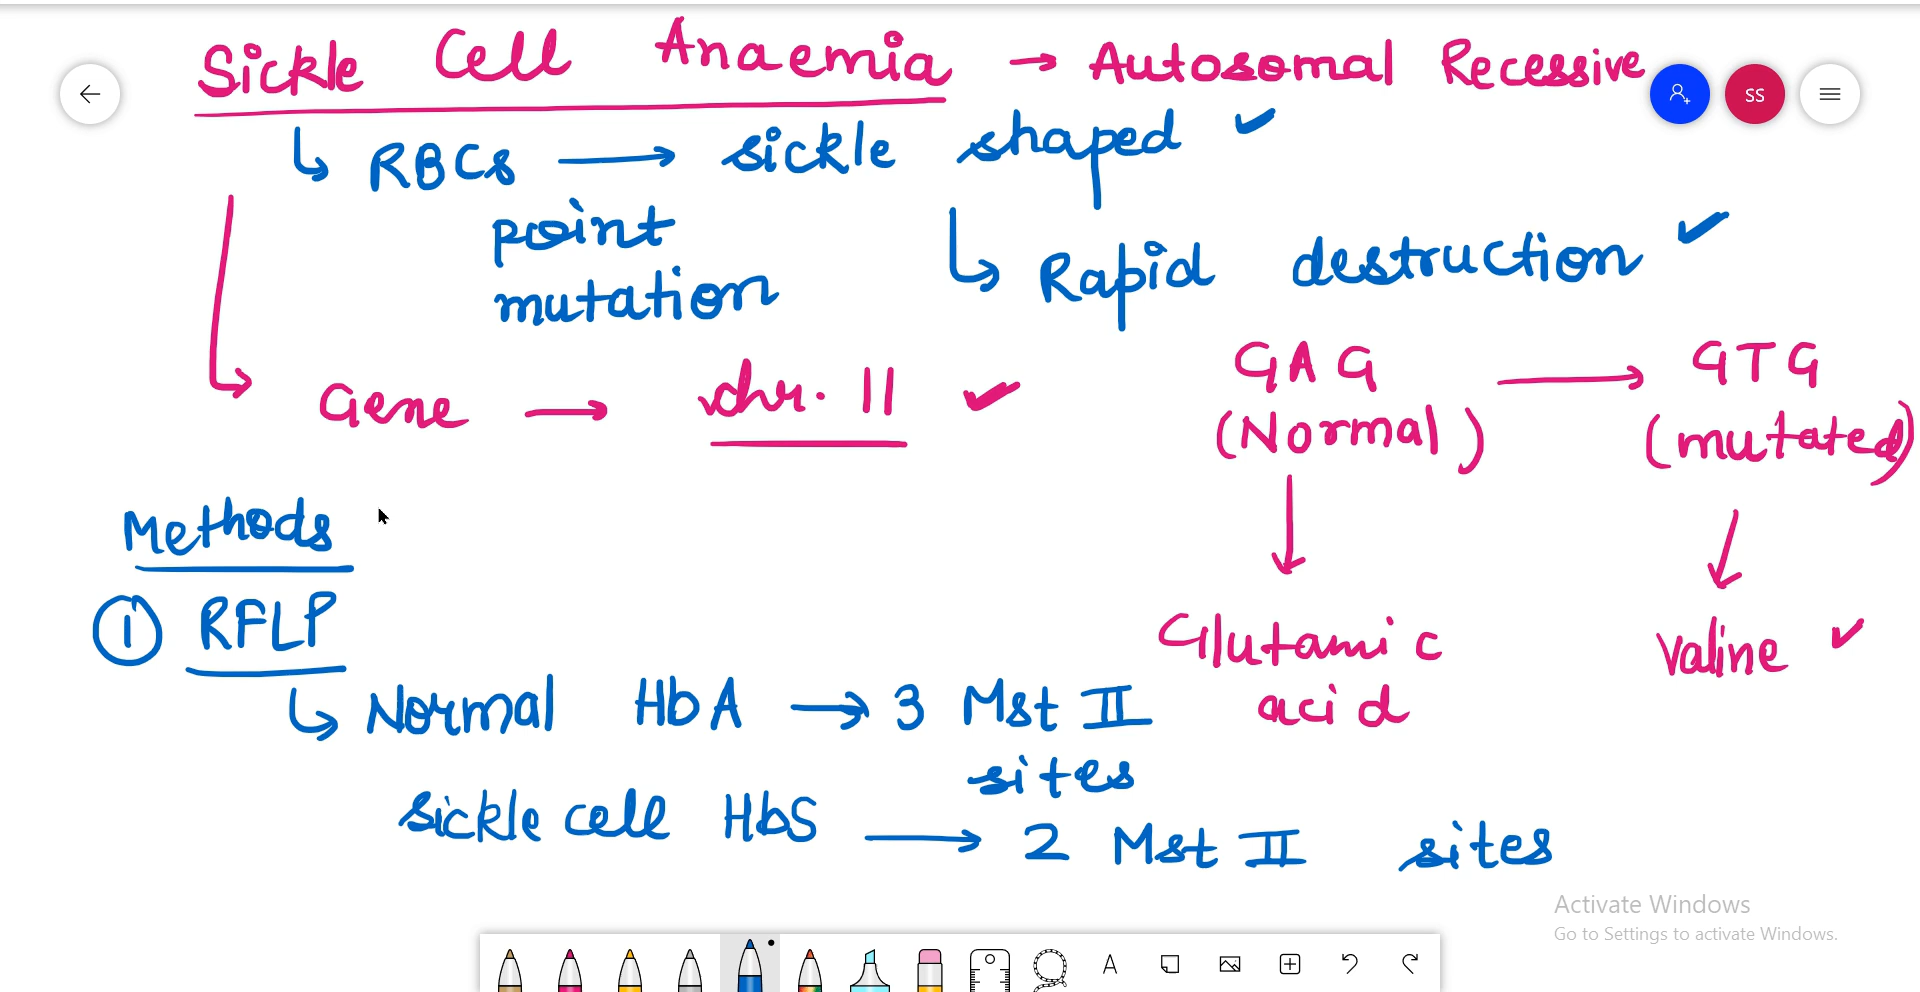 Sickle Cell Anaemia → Autosomal Recessive
SS
↳ RBCs → sickle shaped ✓
point mutation
↳ Rapid destruction ✓
↳ Gene → chr. 11 ✓
GAG (Normal) → GTG (mutated)
↓ Glutamic acid
↓ Valine ✓
Methods
① RFLP
↳ Normal HbA → 3 Mst II sites
sickle cell HbS → 2 Mst II sites
Activate Windows
Go to Settings to activate Windows.
A